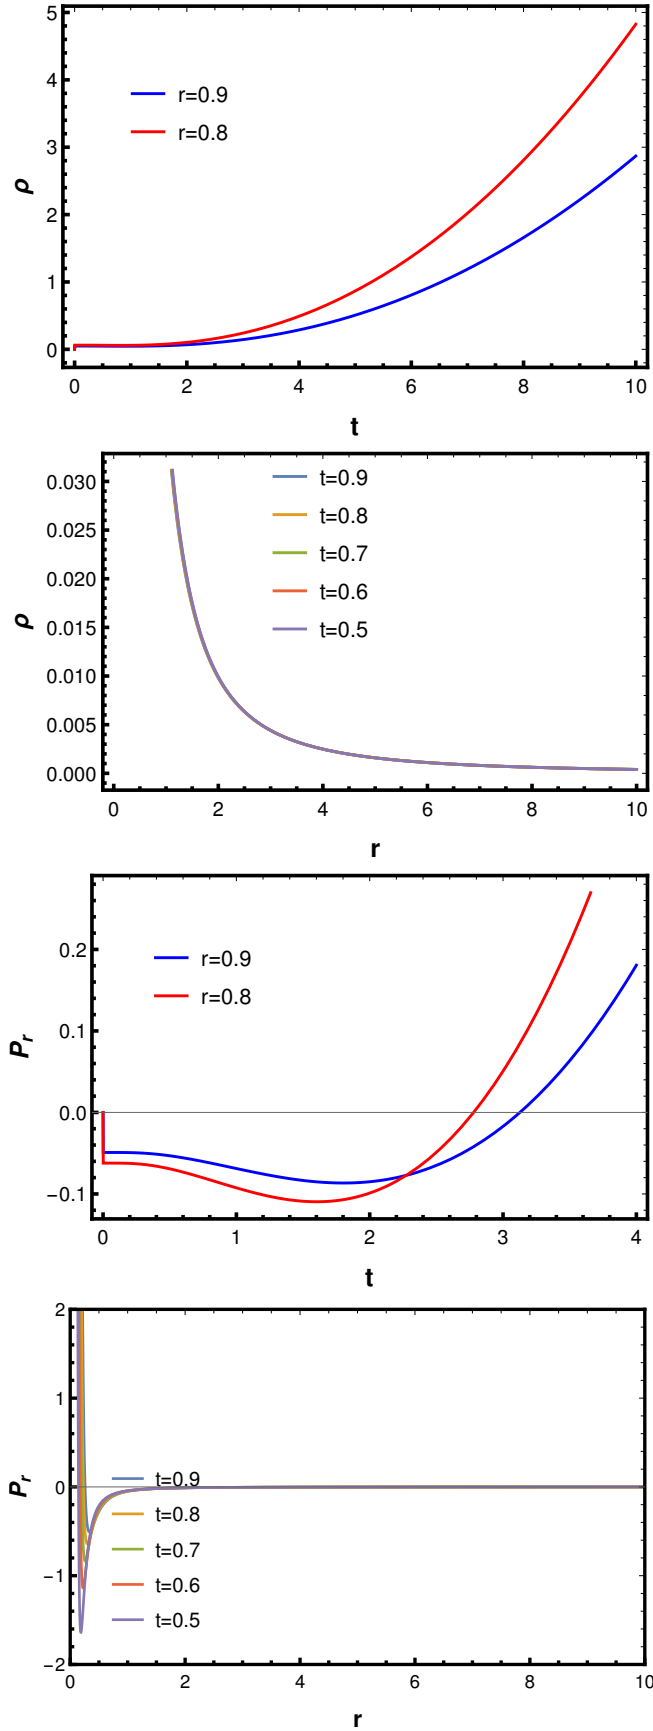 5
4
3
2
1
0
ρ
r=0.9
r=0.8
0 2 4 6 8 10
t
0.030
0.025
0.020
0.015
0.010
0.005
0.000
ρ
t=0.9
t=0.8
t=0.7
t=0.6
t=0.5
0 2 4 6 8 10
r
0.2
0.1
0.0
−0.1
Pr
r=0.9
r=0.8
0 1 2 3 4
t
2
1
0
−1
−2
Pr
t=0.9
t=0.8
t=0.7
t=0.6
t=0.5
0 2 4 6 8 10
r